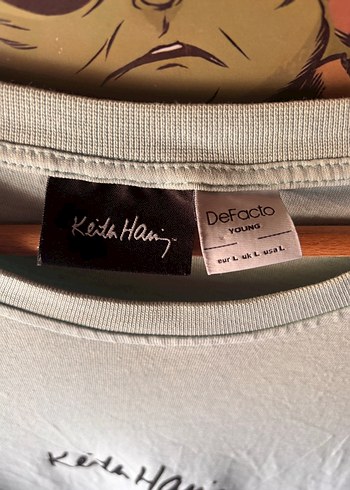 Keith Haring
DeFacto
YOUNG
eur L uk L usa L
Keith Haring